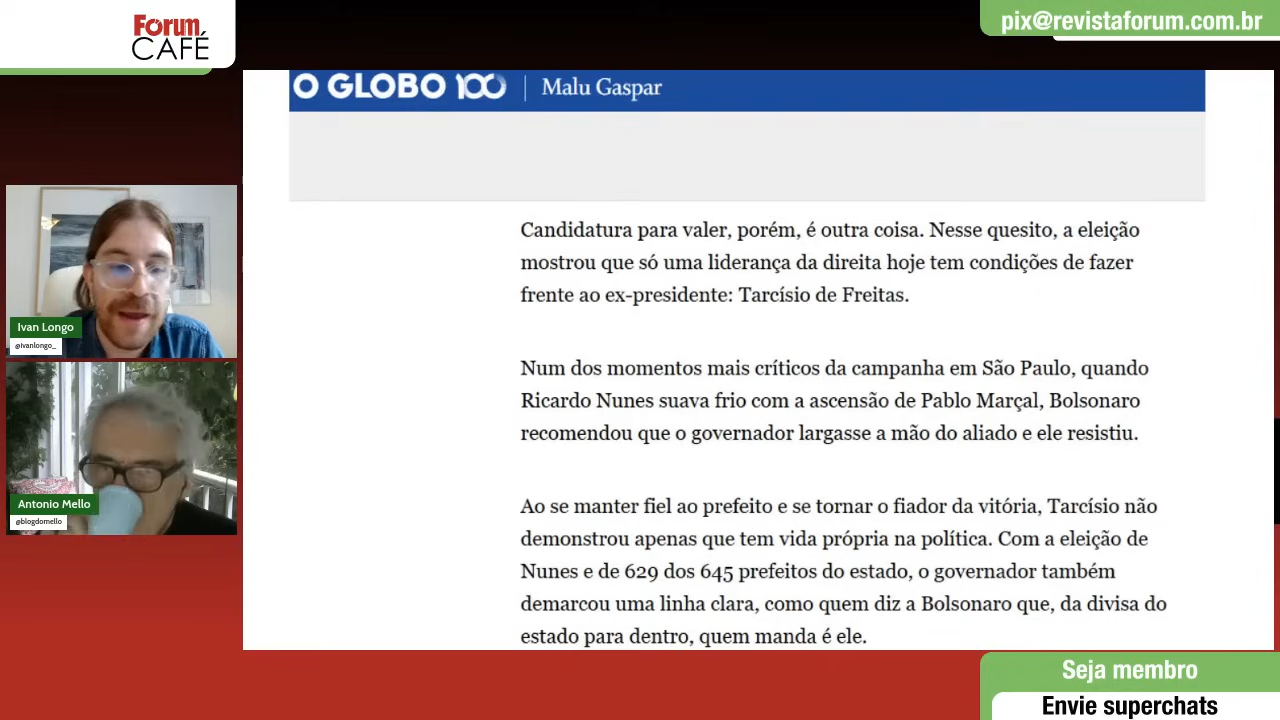 Forum
CAFÉ
pix@revistaforum.com.br
O GLOBO 100 | Malu Gaspar
Candidatura para valer, porém, é outra coisa. Nesse quesito, a eleição
mostrou que só uma liderança da direita hoje tem condições de fazer
frente ao ex-presidente: Tarcísio de Freitas.
Num dos momentos mais críticos da campanha em São Paulo, quando
Ricardo Nunes suava frio com a ascensão de Pablo Marçal, Bolsonaro
recomendou que o governador largasse a mão do aliado e ele resistiu.
Ao se manter fiel ao prefeito e se tornar o fiador da vitória, Tarcísio não
demonstrou apenas que tem vida própria na política. Com a eleição de
Nunes e de 629 dos 645 prefeitos do estado, o governador também
demarcou uma linha clara, como quem diz a Bolsonaro que, da divisa do
estado para dentro, quem manda é ele.
Ivan Longo
@ivanlongo_
Antonio Mello
@blogdomello
Seja membro
Envie superchats